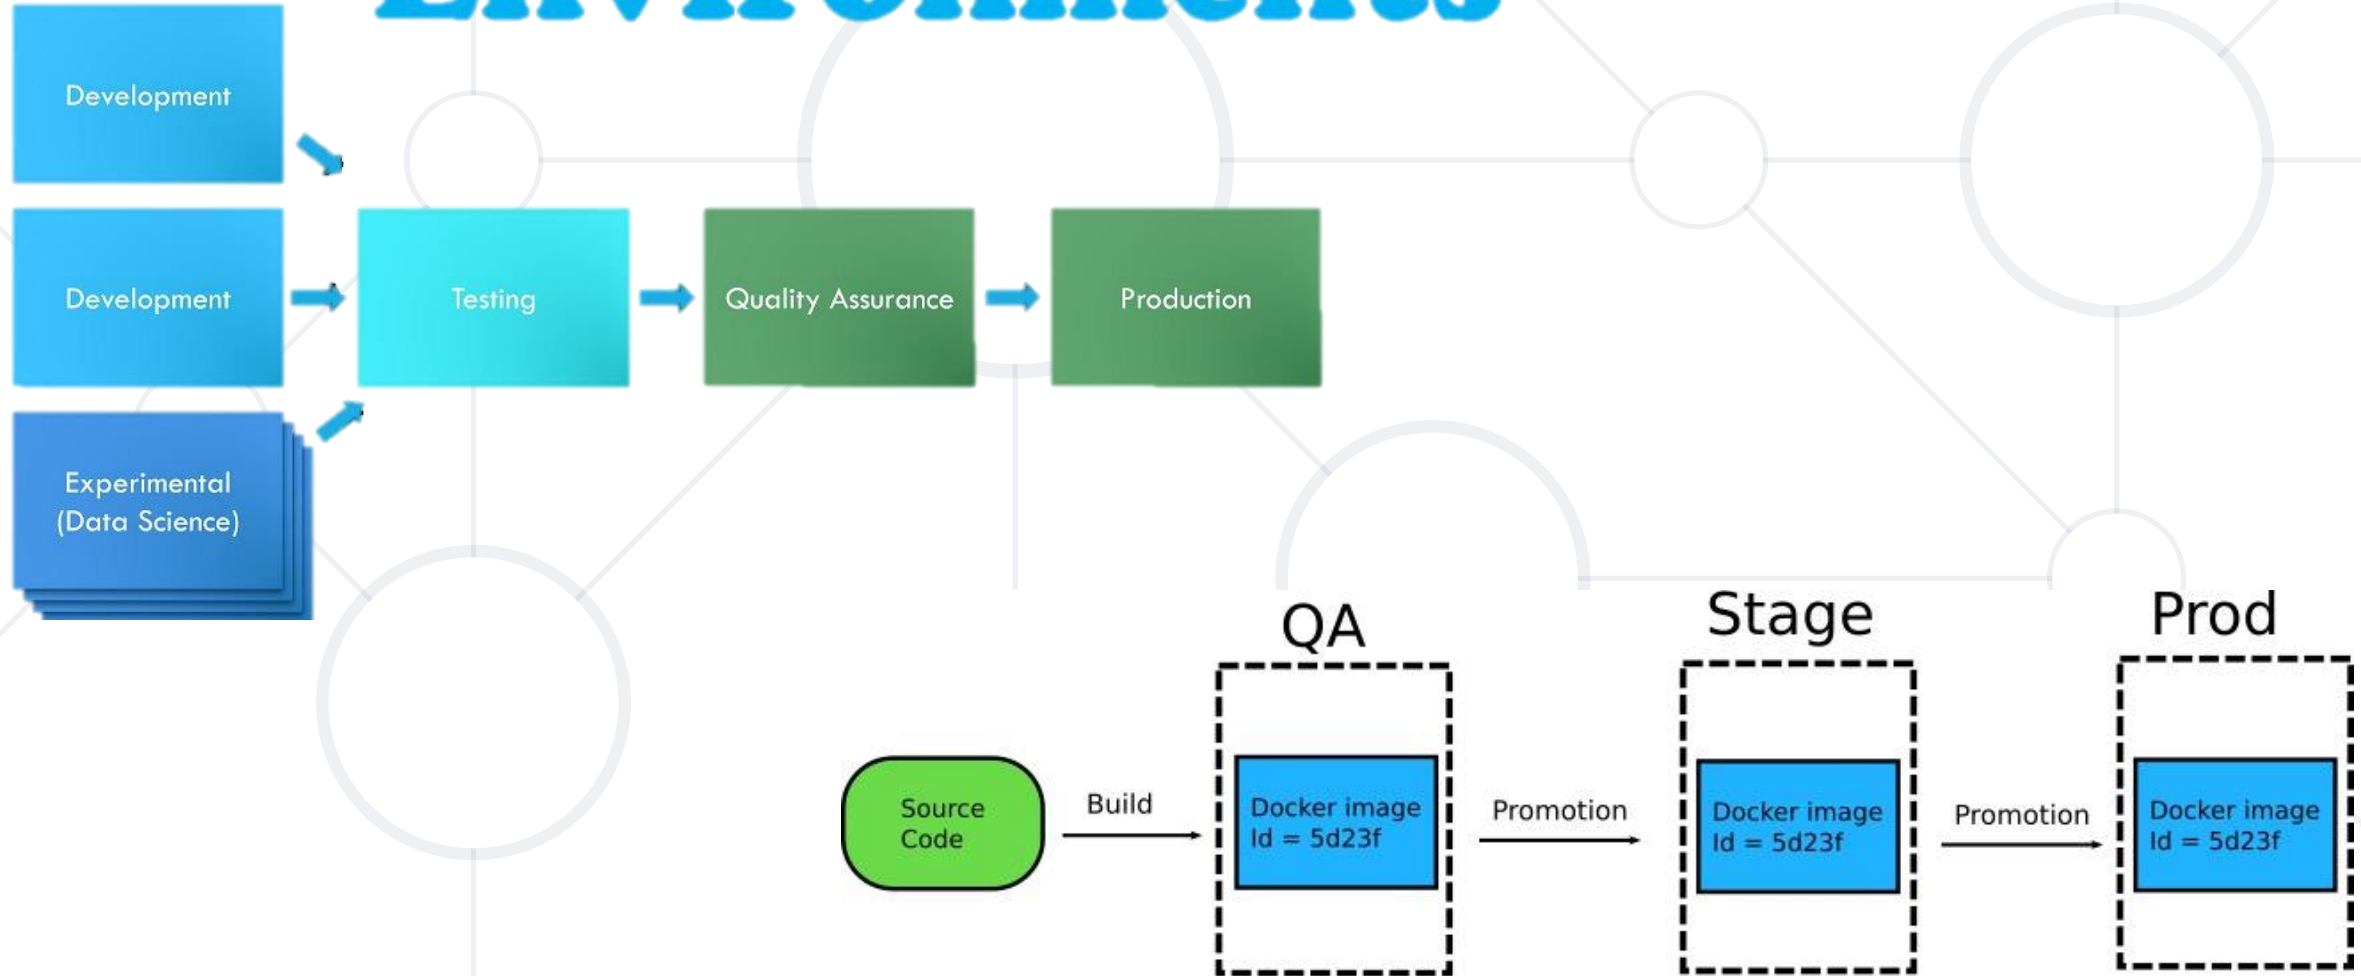 Environments
Development
Development
Testing
Quality Assurance
Production
Experimental
(Data Science)
QA
Stage
Prod
Source
Code
Build
Docker image
Id = 5d23f
Promotion
Docker image
Id = 5d23f
Promotion
Docker image
Id = 5d23f